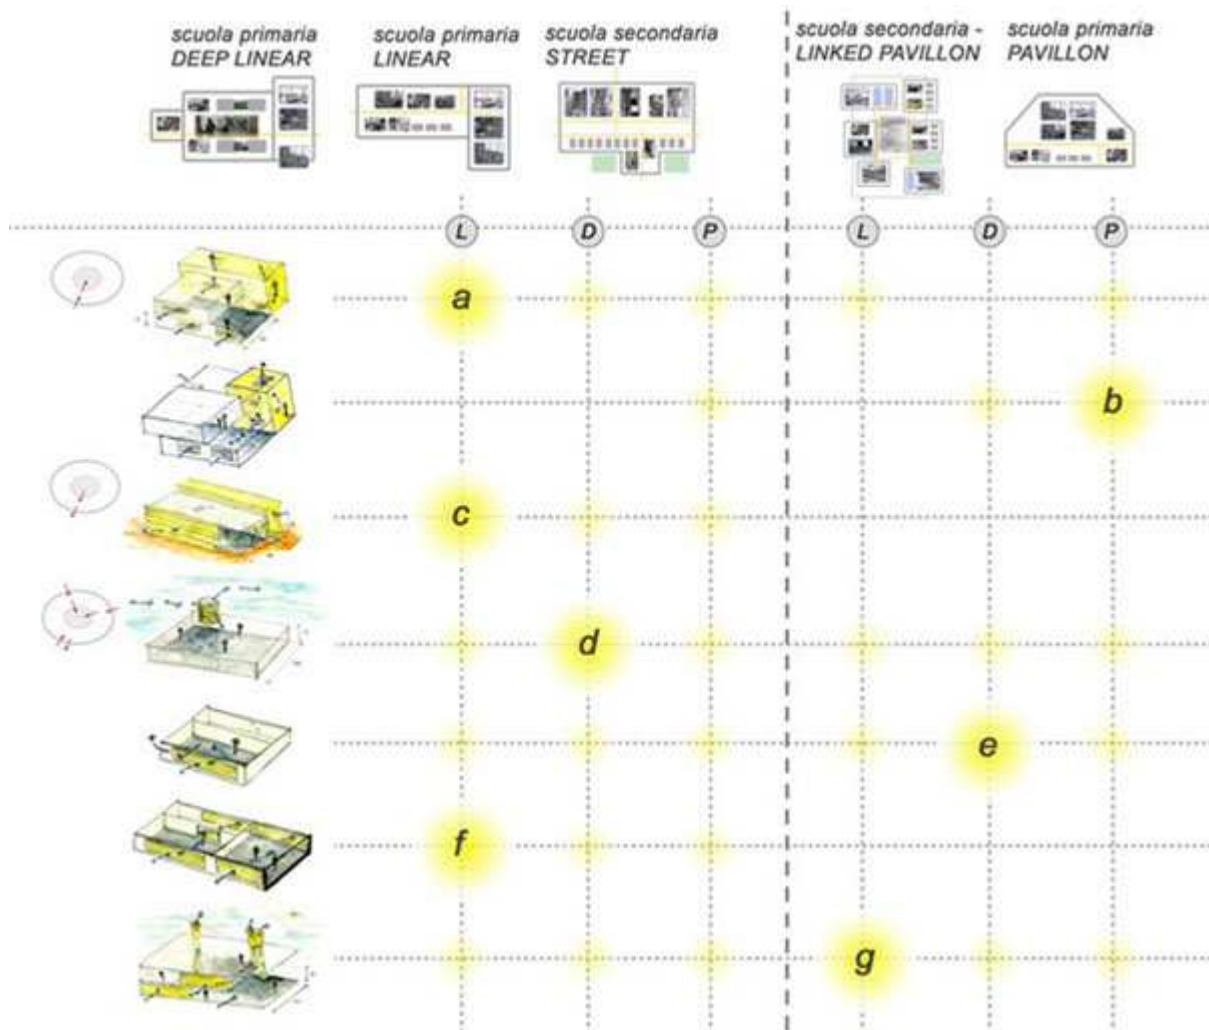 scuola primaria
DEEP LINEAR
scuola primaria
LINEAR
scuola secondaria
STREET
scuola secondaria -
LINKED PAVILLON
scuola primaria
PAVILLON
L D P L D P
a
b
c
d
e
f
g